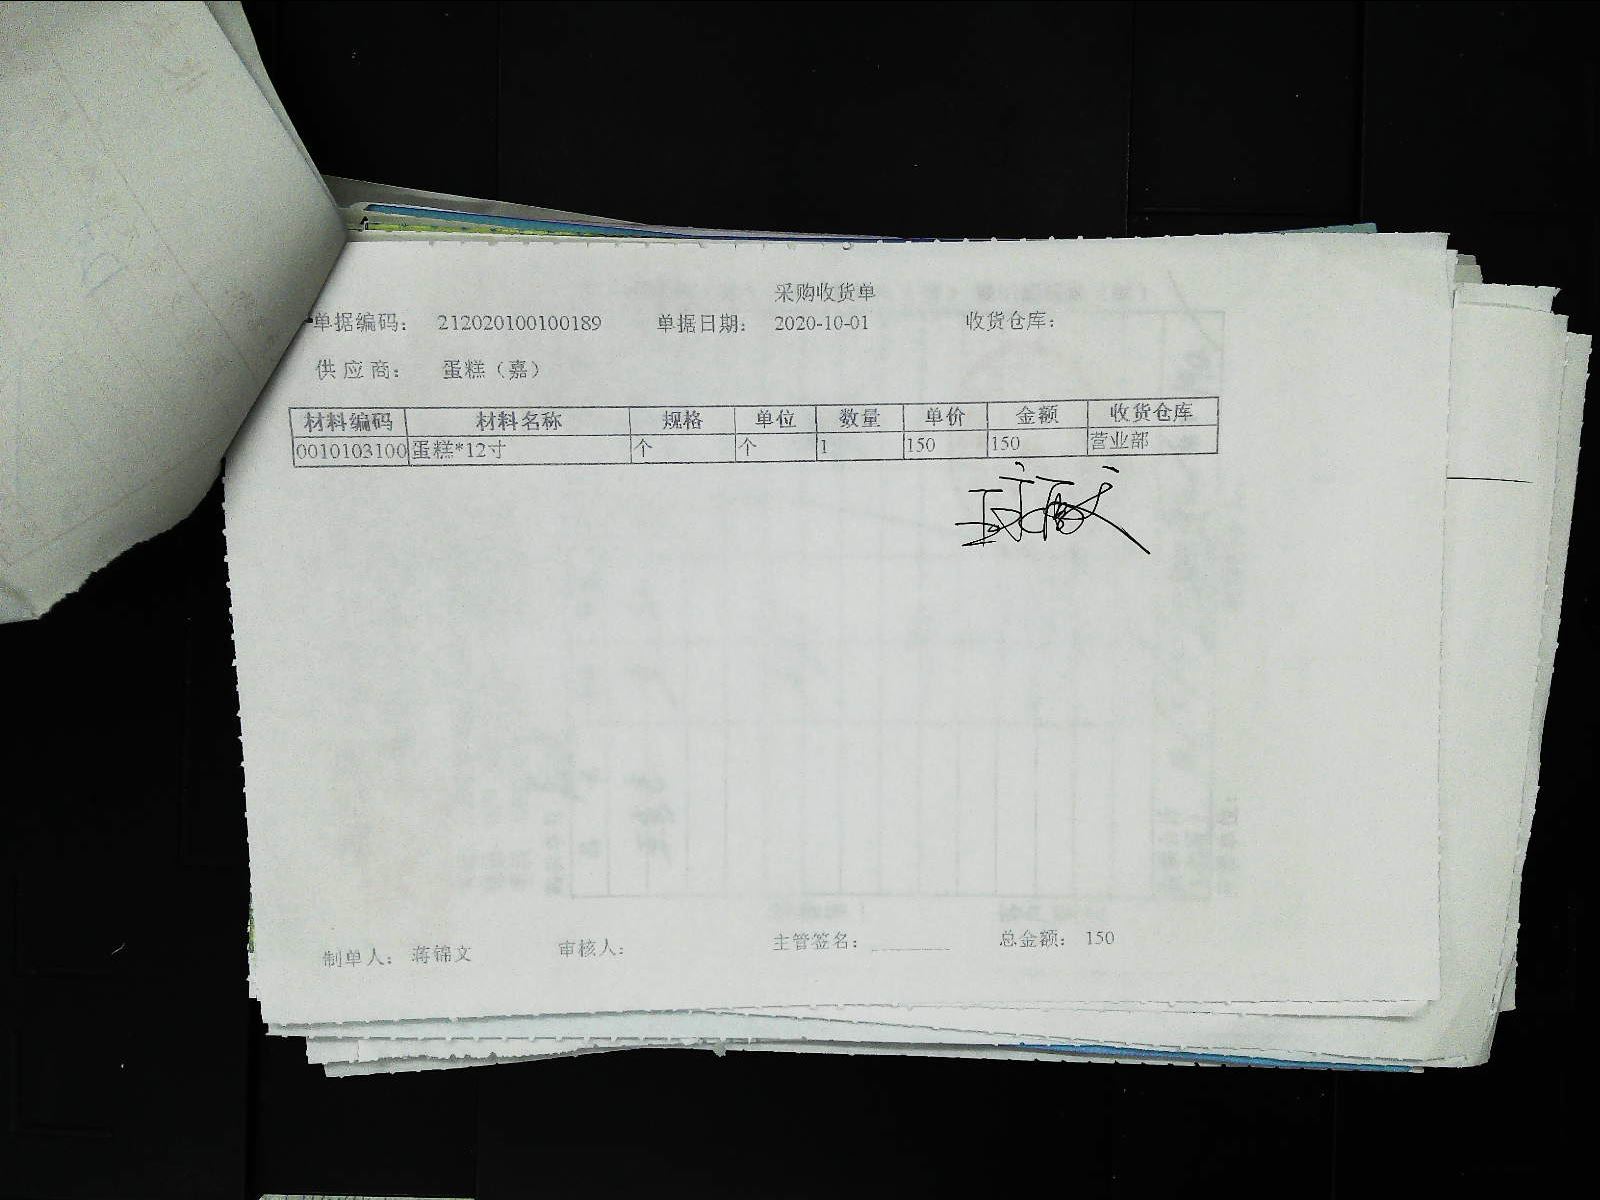 采购收货单
单据编码： 212020100100189 单据日期： 2020-10-01 收货仓库：
供应商： 蛋糕（嘉）
材料编码 材料名称 规格 单位 数量 单价 金额 收货仓库
0010103100 蛋糕*12寸 个 个 1 150 150 营业部
制单人： 蒋锦文 审核人： 主管签名： 总金额： 150